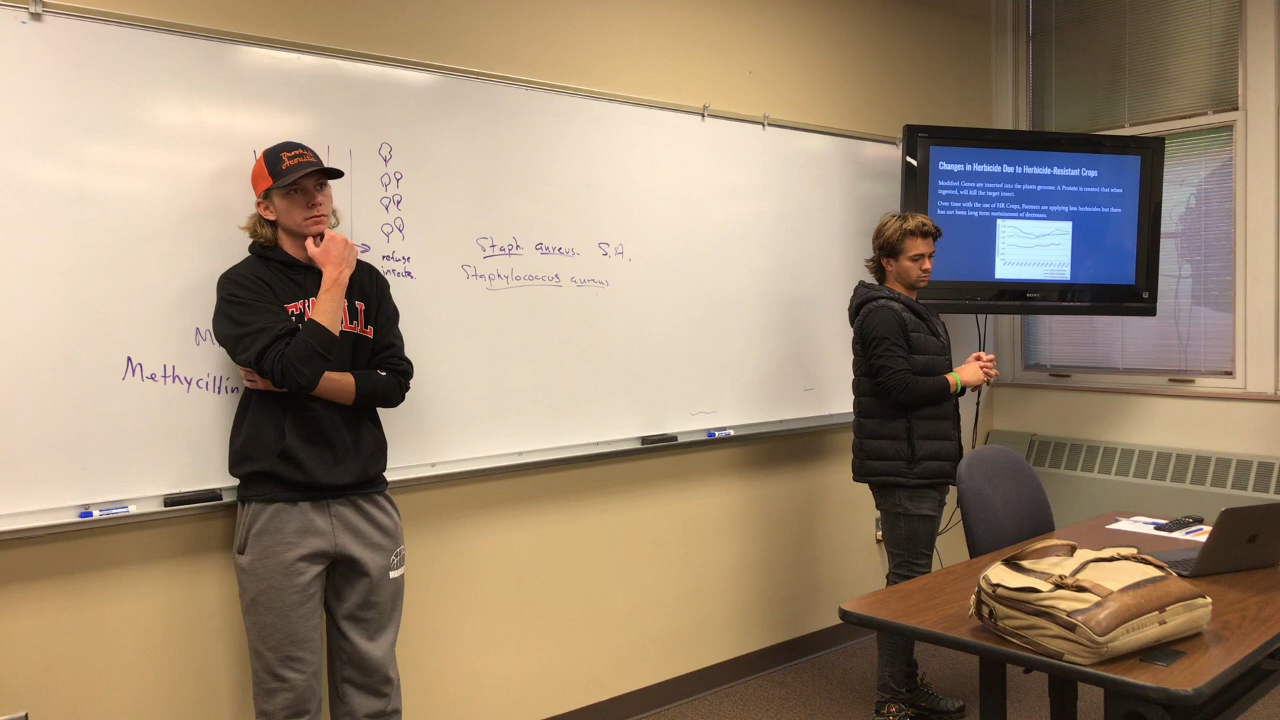 refuge
insects.
Staph. aureus. S.A.
Staphylococcus aureus
M
Methycillin
Changes in Herbicide Due to Herbicide-Resistant Crops
Modified Genes are inserted into the plants genome. A Protein is created that when
ingested, will kill the target insect.
Over time with the use of HR Crops, Farmers are applying less herbicides but there
has not been long term sustainment of decreases.
SONY